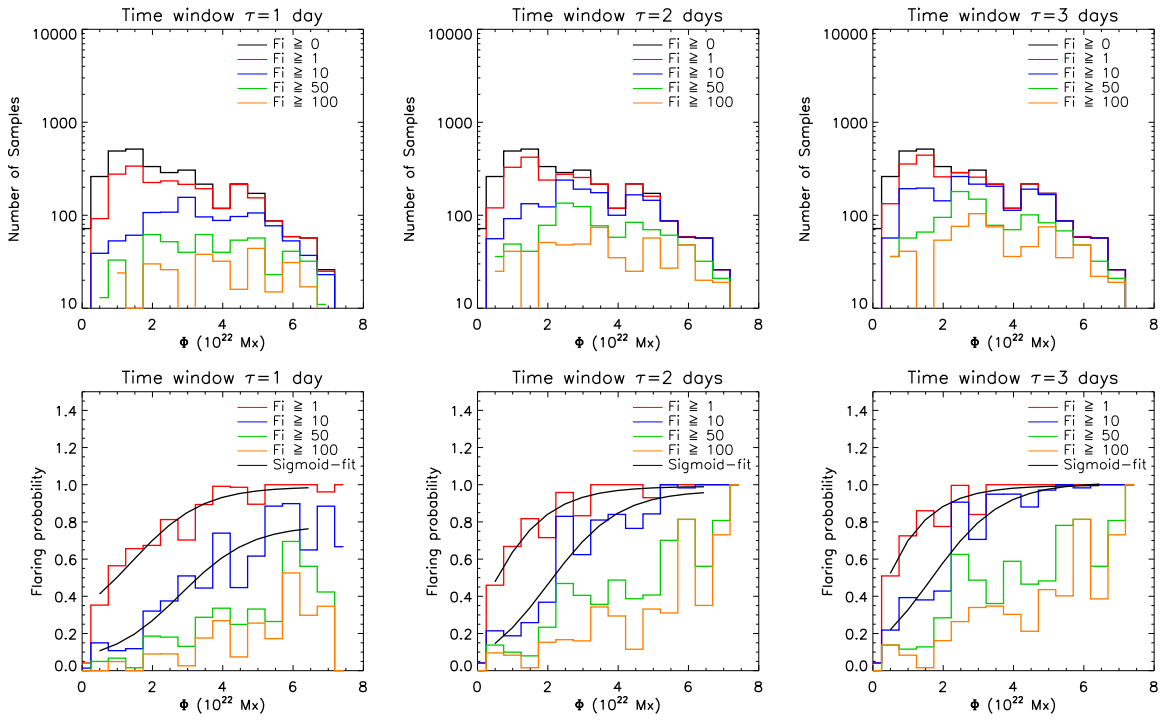 Time window τ=1 day
Number of Samples
10000
1000
100
10
Fi ≧ 0
Fi ≧ 1
Fi ≧ 10
Fi ≧ 50
Fi ≧ 100
0 2 4 6 8
Φ (10²² Mx)
Time window τ=2 days
Number of Samples
10000
1000
100
10
Fi ≧ 0
Fi ≧ 1
Fi ≧ 10
Fi ≧ 50
Fi ≧ 100
0 2 4 6 8
Φ (10²² Mx)
Time window τ=3 days
Number of Samples
10000
1000
100
10
Fi ≧ 0
Fi ≧ 1
Fi ≧ 10
Fi ≧ 50
Fi ≧ 100
0 2 4 6 8
Φ (10²² Mx)
Time window τ=1 day
Flaring probability
1.4
1.2
1.0
0.8
0.6
0.4
0.2
0.0
Fi ≧ 1
Fi ≧ 10
Fi ≧ 50
Fi ≧ 100
Sigmoid-fit
0 2 4 6 8
Φ (10²² Mx)
Time window τ=2 days
Flaring probability
1.4
1.2
1.0
0.8
0.6
0.4
0.2
0.0
Fi ≧ 1
Fi ≧ 10
Fi ≧ 50
Fi ≧ 100
Sigmoid-fit
0 2 4 6 8
Φ (10²² Mx)
Time window τ=3 days
Flaring probability
1.4
1.2
1.0
0.8
0.6
0.4
0.2
0.0
Fi ≧ 1
Fi ≧ 10
Fi ≧ 50
Fi ≧ 100
Sigmoid-fit
0 2 4 6 8
Φ (10²² Mx)